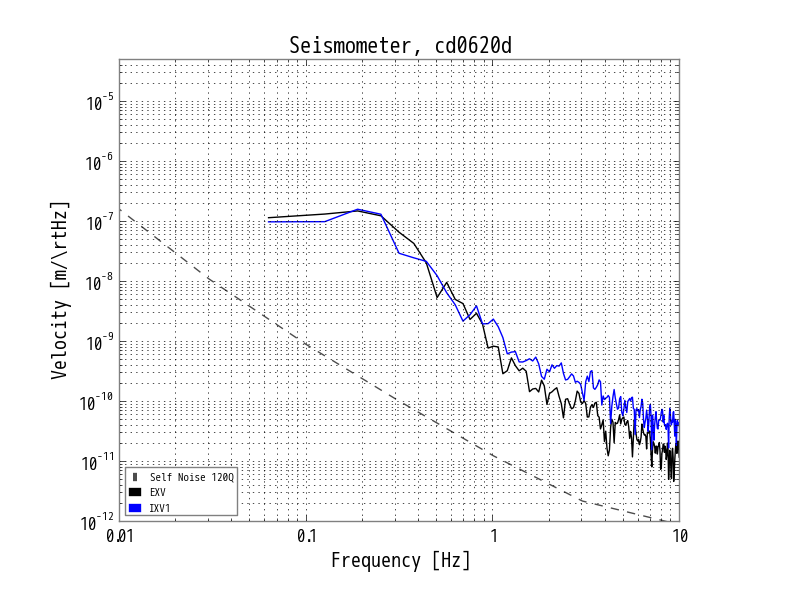 Seismometer, cd0620d
Velocity [m/\rtHz]
10^-5
10^-6
10^-7
10^-8
10^-9
10^-10
10^-11
10^-12
Self Noise 120Q
EXV
IXV1
0.01
0.1
1
10
Frequency [Hz]